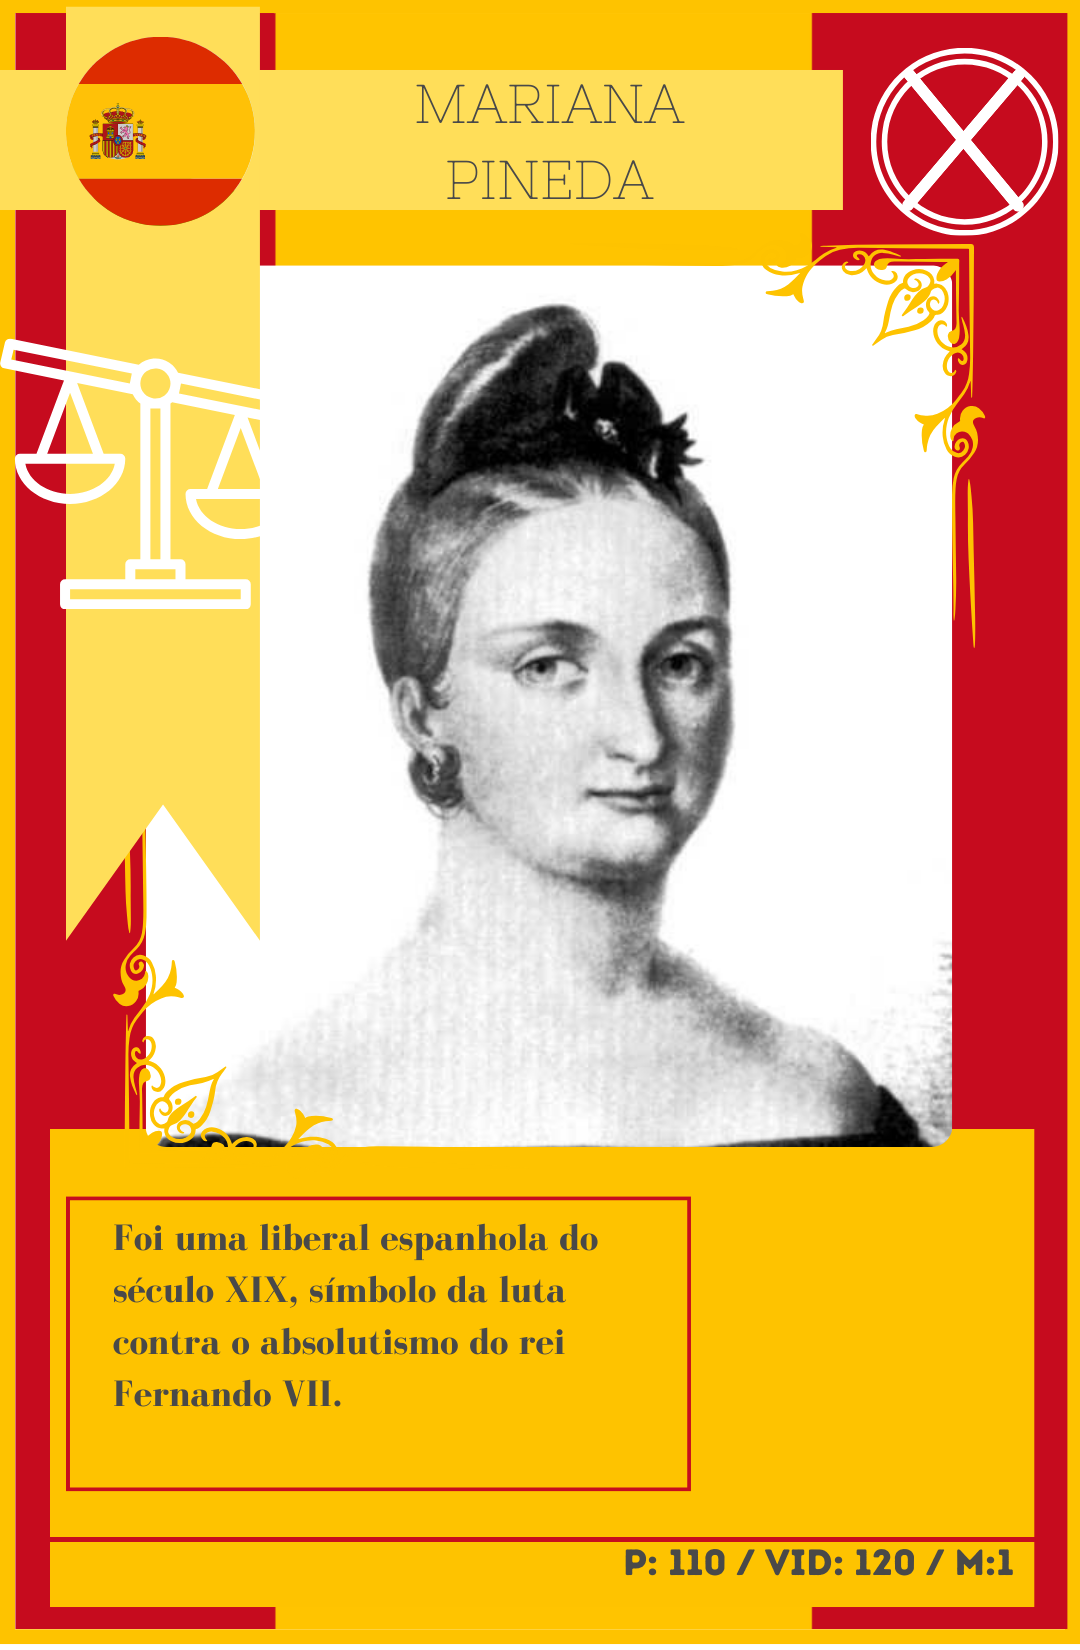 MARIANA
PINEDA
Foi uma liberal espanhola do
século XIX, símbolo da luta
contra o absolutismo do rei
Fernando VII.
P: 110 / VID: 120 / M:1